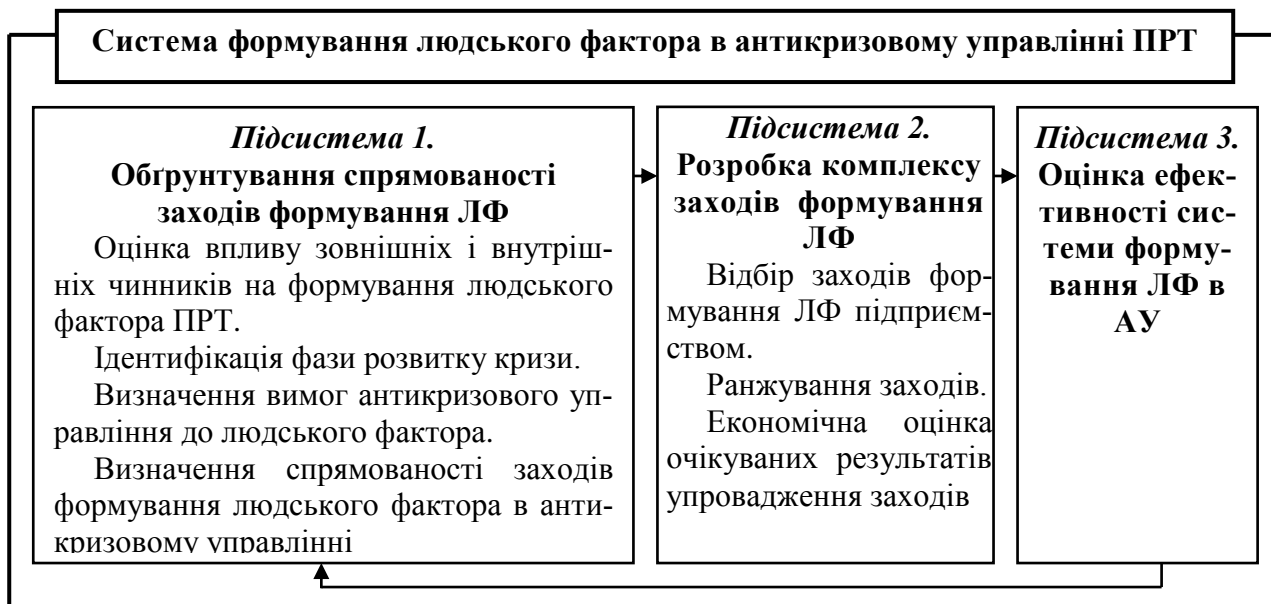 Система формування людського фактора в антикризовому управлінні ПРТ
Підсистема 1.
Обґрунтування спрямованості
заходів формування ЛФ
Оцінка впливу зовнішніх і внутріш-
ніх чинників на формування людського
фактора ПРТ.
Ідентифікація фази розвитку кризи.
Визначення вимог антикризового уп-
равління до людського фактора.
Визначення спрямованості заходів
формування людського фактора в анти-
кризовому управлінні
Підсистема 2.
Розробка комплексу
заходів формування
ЛФ
Відбір заходів фор-
мування ЛФ підприєм-
ством.
Ранжування заходів.
Економічна оцінка
очікуваних результатів
упровадження заходів
Підсистема 3.
Оцінка ефек-
тивності сис-
теми форму-
вання ЛФ в
АУ